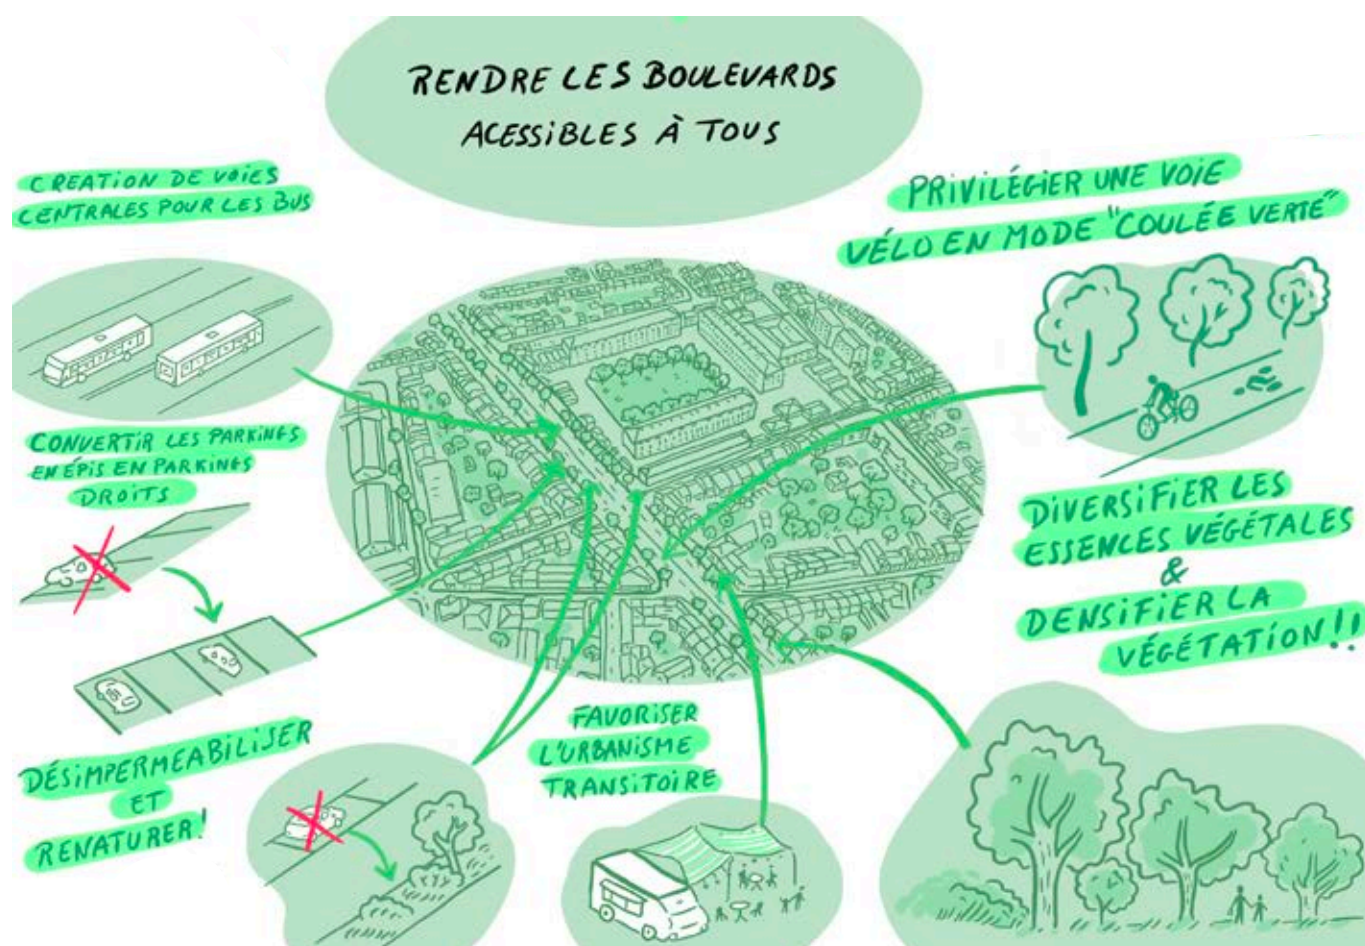 RENDRE LES BOULEVARDS
ACESSIBLES À TOUS
CREATION DE VOIES
CENTRALES POUR LES BUS
PRIVILÉGIER UNE VOIE
VÉLO EN MODE "COULÉE VERTE"
CONVERTIR LES PARKINGS
EN ÉPIS EN PARKINGS
DROITS
DIVERSIFIER LES
ESSENCES VÉGÉTALES
&
DENSIFIER LA
VÉGÉTATION!!
DÉSIMPERMEABILISER
ET
RENATURER!
FAVORISER
L'URBANISME
TRANSITOIRE